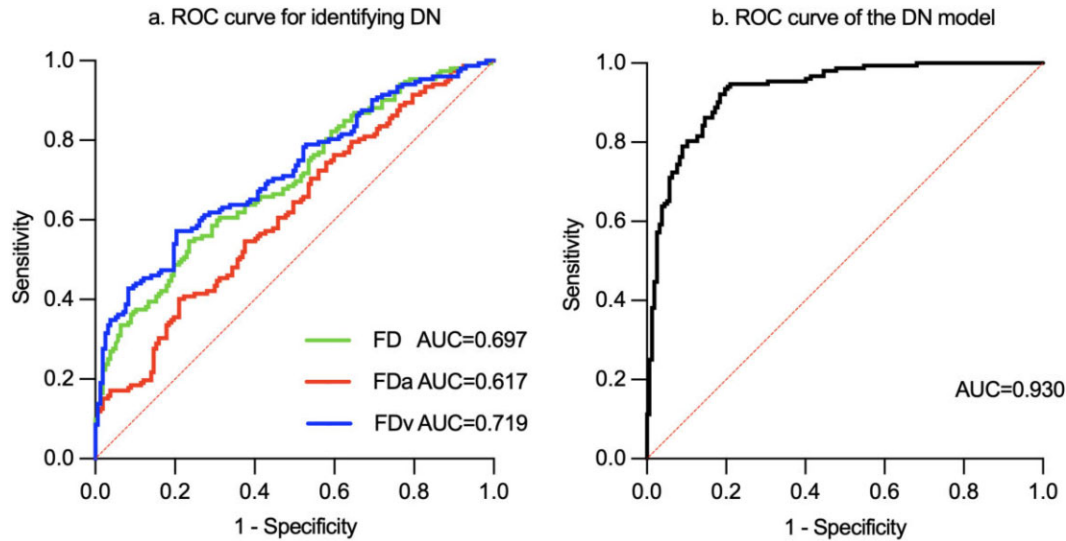 a. ROC curve for identifying DN
1.0
0.8
0.6
0.4
0.2
0.0
Sensitivity
FD AUC=0.697
FDa AUC=0.617
FDv AUC=0.719
0.0 0.2 0.4 0.6 0.8 1.0
1 - Specificity
b. ROC curve of the DN model
1.0
0.8
0.6
0.4
0.2
0.0
Sensitivity
AUC=0.930
0.0 0.2 0.4 0.6 0.8 1.0
1 - Specificity